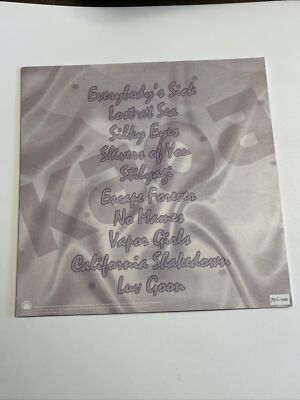 Everybody's Sick
Lost at Sea
Silky Eyes
Slivers of You
Stilyagi
Escape Forever
No Mames
Vapor Girls
California Shakedown
Luv Goon